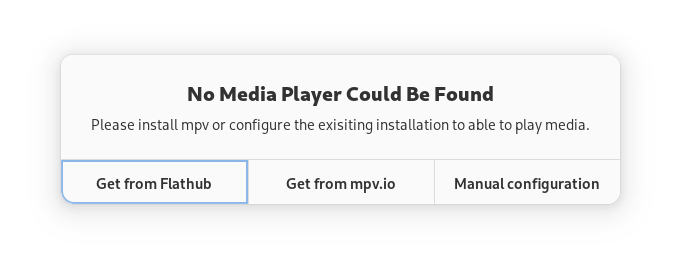 No Media Player Could Be Found
Please install mpv or configure the exisiting installation to able to play media.
Get from Flathub
Get from mpv.io
Manual configuration